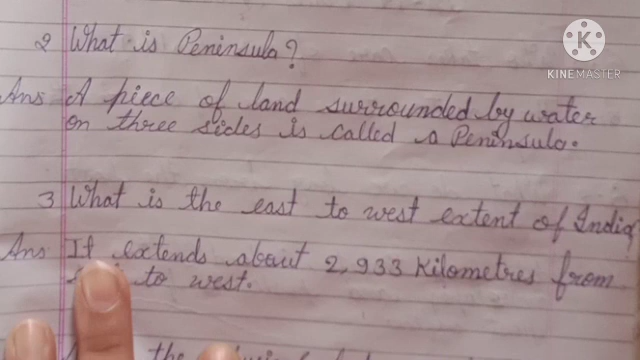 KINEMASTER
2 What is Peninsula?
Ans A piece of land surrounded by water
on three sides is called a Peninsula.
3 What is the east to west extent of India
Ans It extends about 2,933 Kilometres from
to west.
the